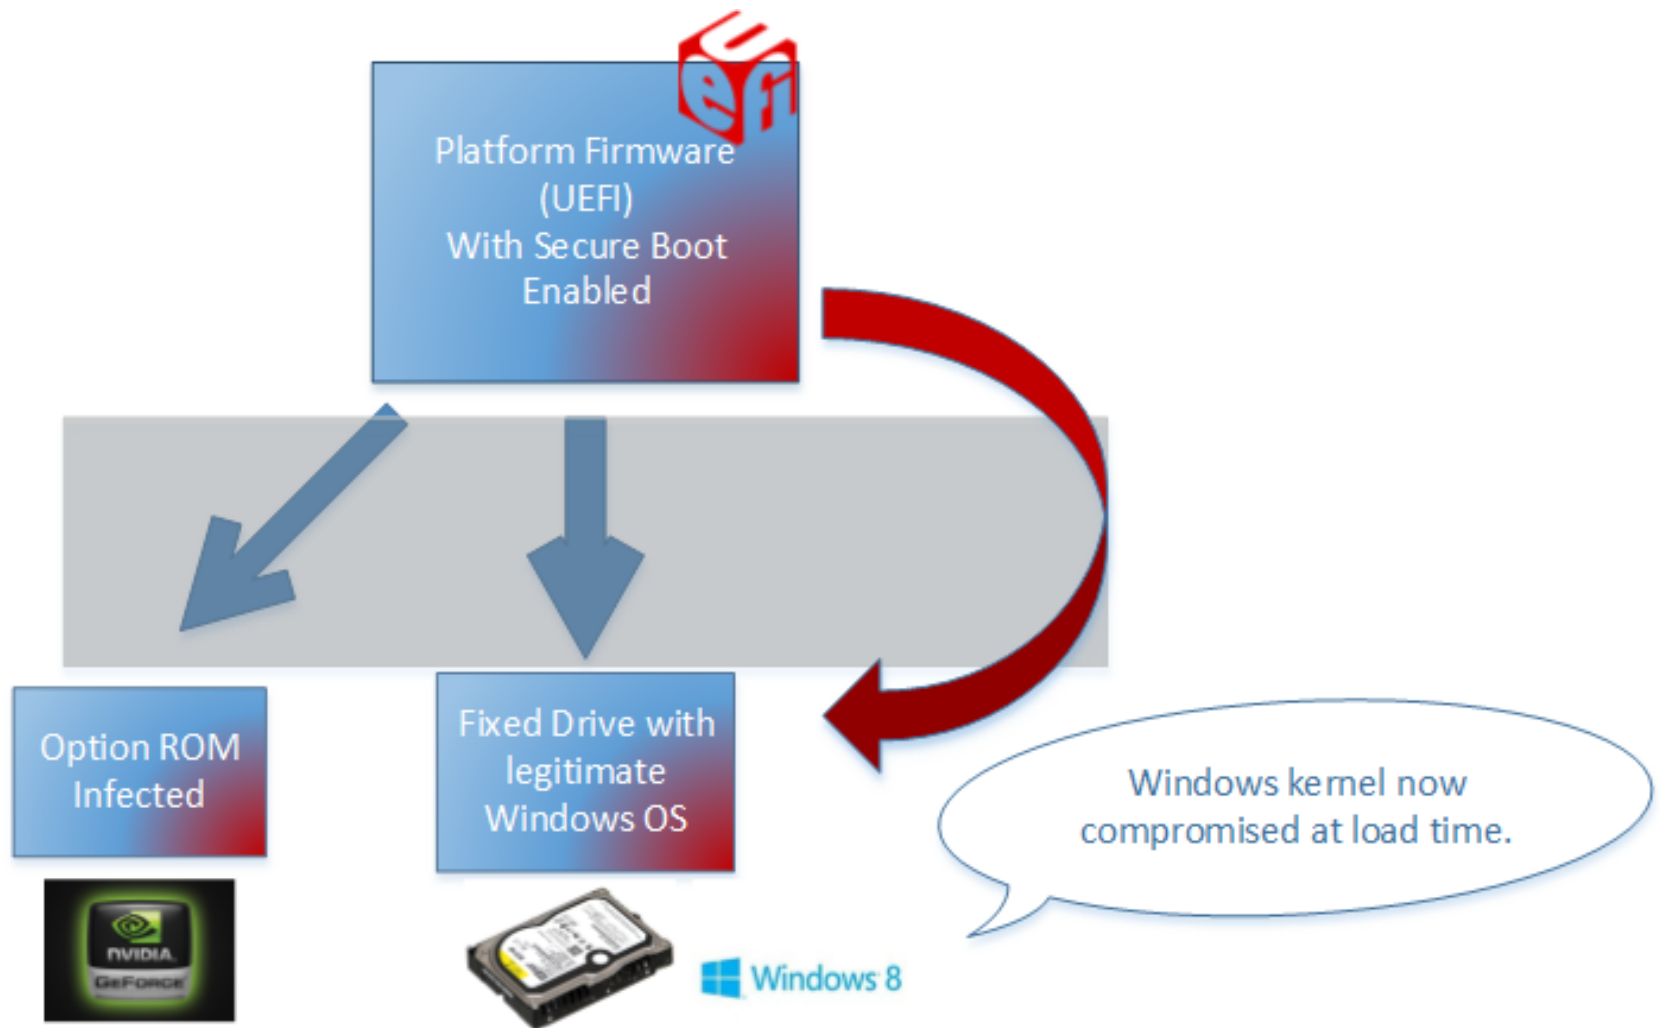 uefi
Platform Firmware
(UEFI)
With Secure Boot
Enabled
Option ROM
Infected
Fixed Drive with
legitimate
Windows OS
Windows kernel now
compromised at load time.
NVIDIA
GEFORCE
Windows 8